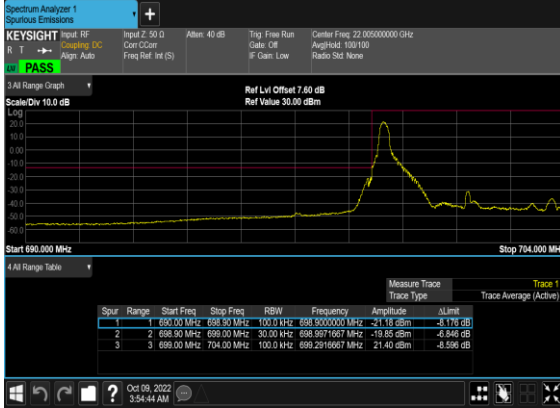 Spectrum Analyzer 1
Spurious Emissions
+
KEYSIGHT Input: RF Input Z: 50 Ω Atten: 40 dB Trig: Free Run Center Freq: 22.005000000 GHz
R T Coupling: DC Corr CCorr Gate: Off Avg|Hold: 100/100
Align: Auto Freq Ref: Int (S) IF Gain: Low Radio Std: None
PASS
3.All Range Graph
Ref Lvl Offset 7.60 dB
Scale/Div 10.0 dB Ref Value 30.00 dBm
Log
20.0
10.0
0.00
-10.0
-20.0
-30.0
-40.0
-50.0
-60.0
Start 690.000 MHz Stop 704.000 MH
4.All Range Table
Measure Trace Trace 1
Trace Type Trace Average (Active)
Spur Range Start Freq Stop Freq RBW Frequency Amplitude ΔLimit
1 1 690.00 MHz 698.90 MHz 100.0 kHz 698.9000000 MHz -21.18 dBm -8.176 dB
2 2 698.90 MHz 699.00 MHz 30.00 kHz 698.9971667 MHz -19.85 dBm -6.846 dB
3 3 699.00 MHz 704.00 MHz 100.0 kHz 699.2916667 MHz 21.40 dBm -8.596 dB
? Oct 09, 2022
3:54:44 AM